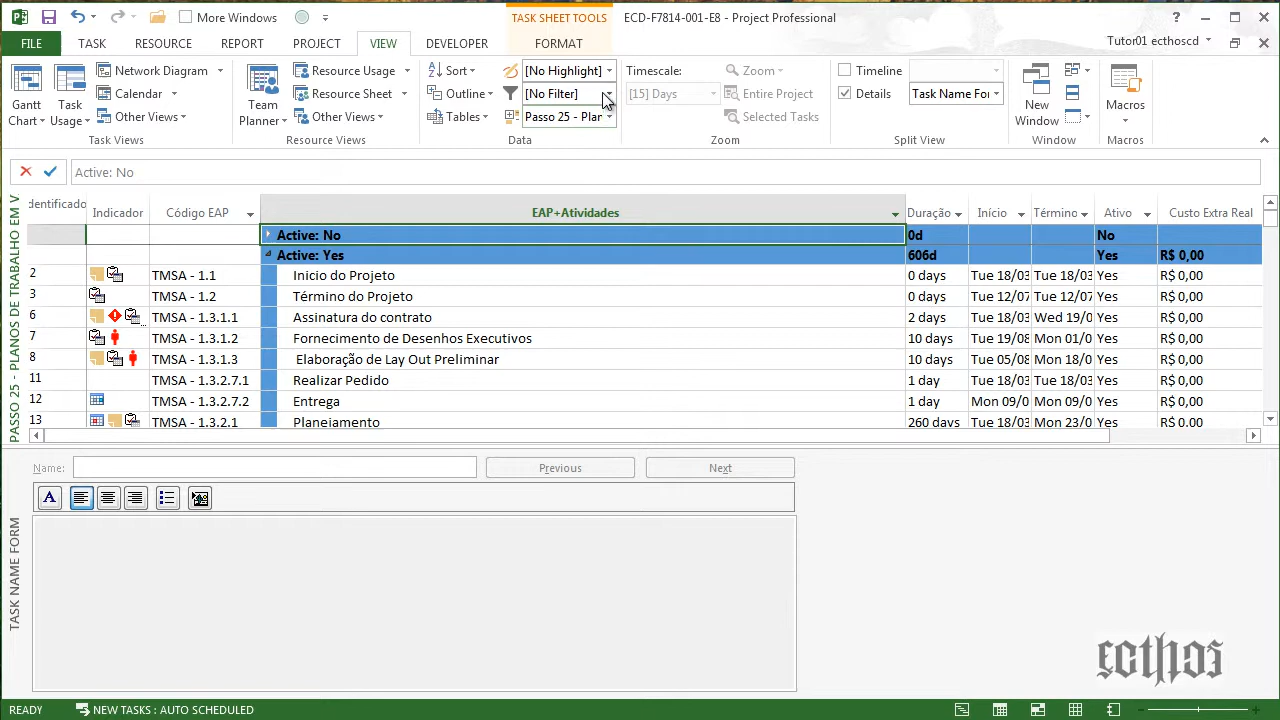 More Windows
TASK SHEET TOOLS
ECD-F7814-001-E8 - Project Professional
FILE TASK RESOURCE REPORT PROJECT VIEW DEVELOPER FORMAT
Tutor01 ecthoscd
Gantt Chart
Task Usage
Network Diagram
Calendar
Other Views
Task Views
Team Planner
Resource Usage
Resource Sheet
Other Views
Resource Views
Sort
Outline
Tables
[No Highlight]
[No Filter]
Passo 25 - Plar
Data
Timescale:
[15] Days
Zoom
Entire Project
Selected Tasks
Zoom
Timeline
Details
Task Name For
Split View
New Window
Window
Macros
Macros
Active: No
PASSO 25 - PLANOS DE TRABALHO EM V
dentificado Indicador Código EAP EAP+Atividades Duração Início Término Ativo Custo Extra Real
Active: No 0d No
Active: Yes 606d Yes R$ 0,00
2 TMSA - 1.1 Inicio do Projeto 0 days Tue 18/03 Tue 18/03 Yes R$ 0,00
3 TMSA - 1.2 Término do Projeto 0 days Tue 12/07 Tue 12/07 Yes R$ 0,00
6 TMSA - 1.3.1.1 Assinatura do contrato 2 days Tue 18/03 Wed 19/0 Yes R$ 0,00
7 TMSA - 1.3.1.2 Fornecimento de Desenhos Executivos 10 days Tue 19/08 Mon 01/0 Yes R$ 0,00
8 TMSA - 1.3.1.3 Elaboração de Lay Out Preliminar 10 days Tue 05/08 Mon 18/0 Yes R$ 0,00
11 TMSA - 1.3.2.7.1 Realizar Pedido 1 day Tue 18/03 Tue 18/03 Yes R$ 0,00
12 TMSA - 1.3.2.7.2 Entrega 1 day Mon 09/0 Mon 09/0 Yes R$ 0,00
13 TMSA - 1.3.2.1 Planejamento 260 days Tue 18/03 Mon 23/0 Yes R$ 0,00
TASK NAME FORM
Name:
Previous
Next
ecthos
READY NEW TASKS : AUTO SCHEDULED